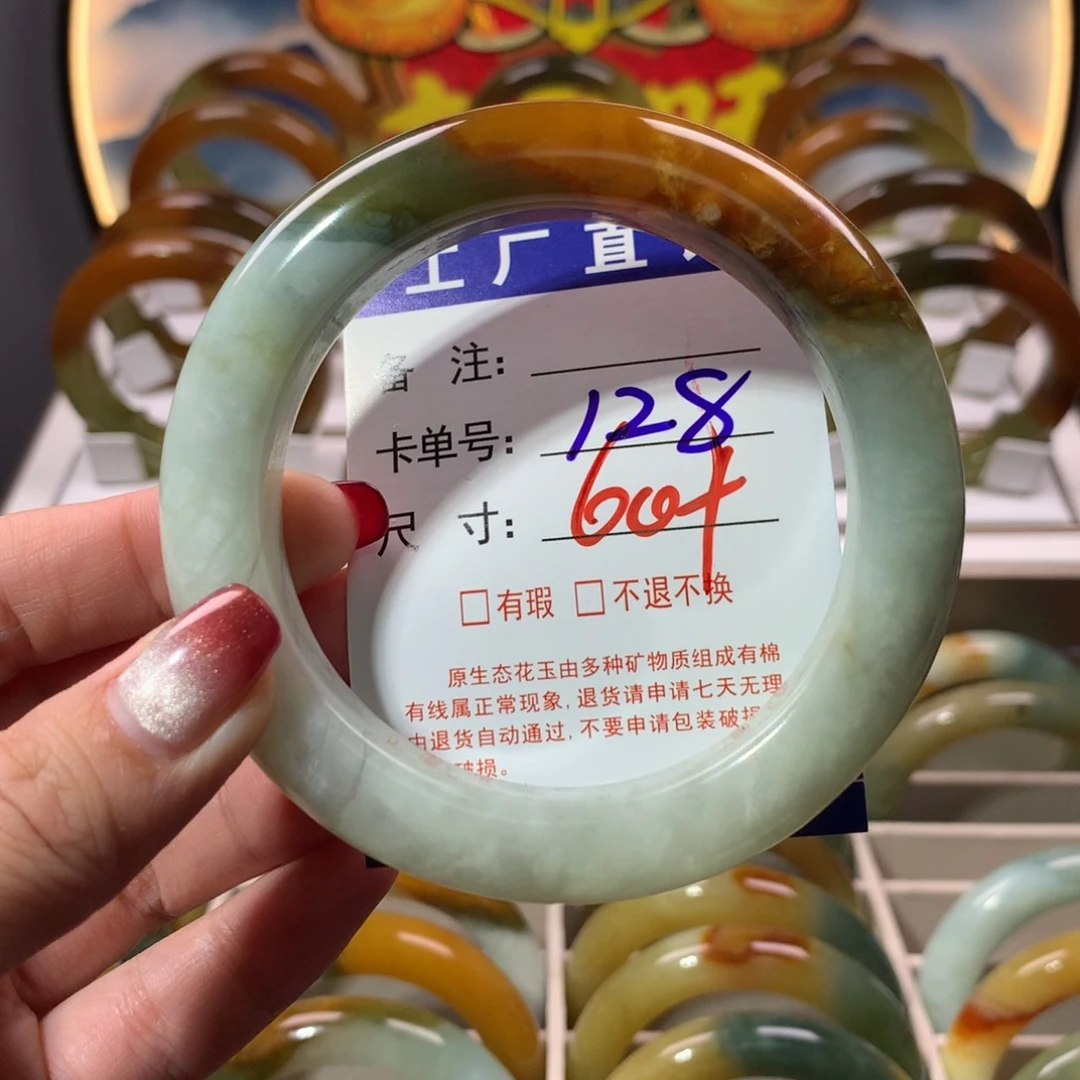 工厂直
备 注:
卡单号: 128
尺 寸: 60+
□有瑕 □不退不换
原生态花玉由多种矿物质组成有棉
有线属正常现象,退货请申请七天无理
由退货自动通过,不要申请包装破损
破损。